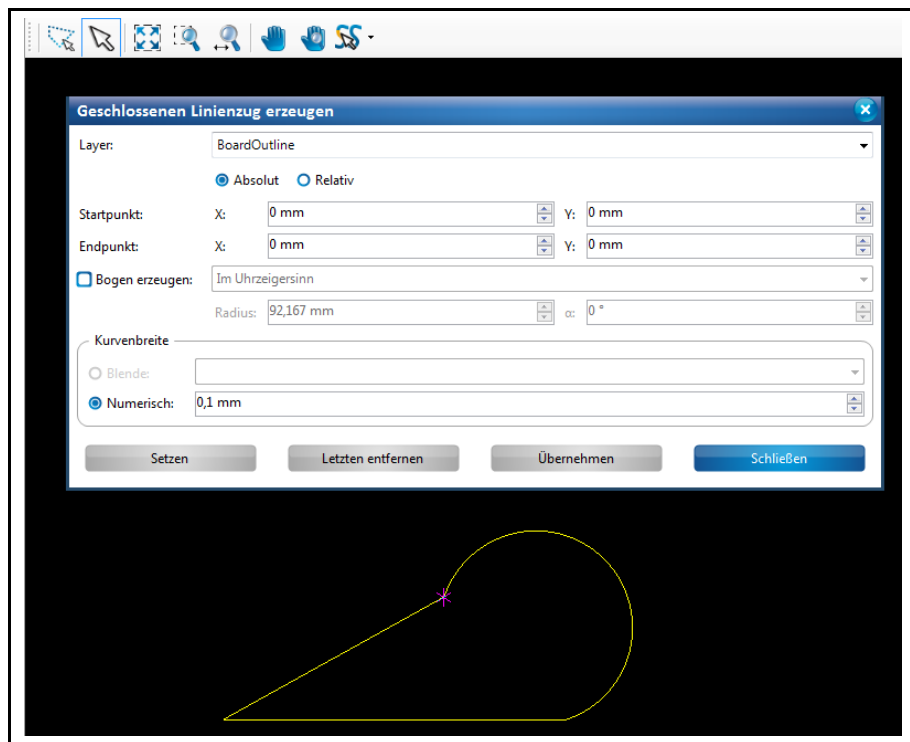 Geschlossenen Linienzug erzeugen
Layer: BoardOutline
Absolut Relativ
Startpunkt: X: 0 mm Y: 0 mm
Endpunkt: X: 0 mm Y: 0 mm
Bogen erzeugen: Im Uhrzeigersinn
Radius: 92,167 mm α: 0 °
Kurvenbreite
Blende:
Numerisch: 0,1 mm
Setzen Letzten entfernen Übernehmen Schließen